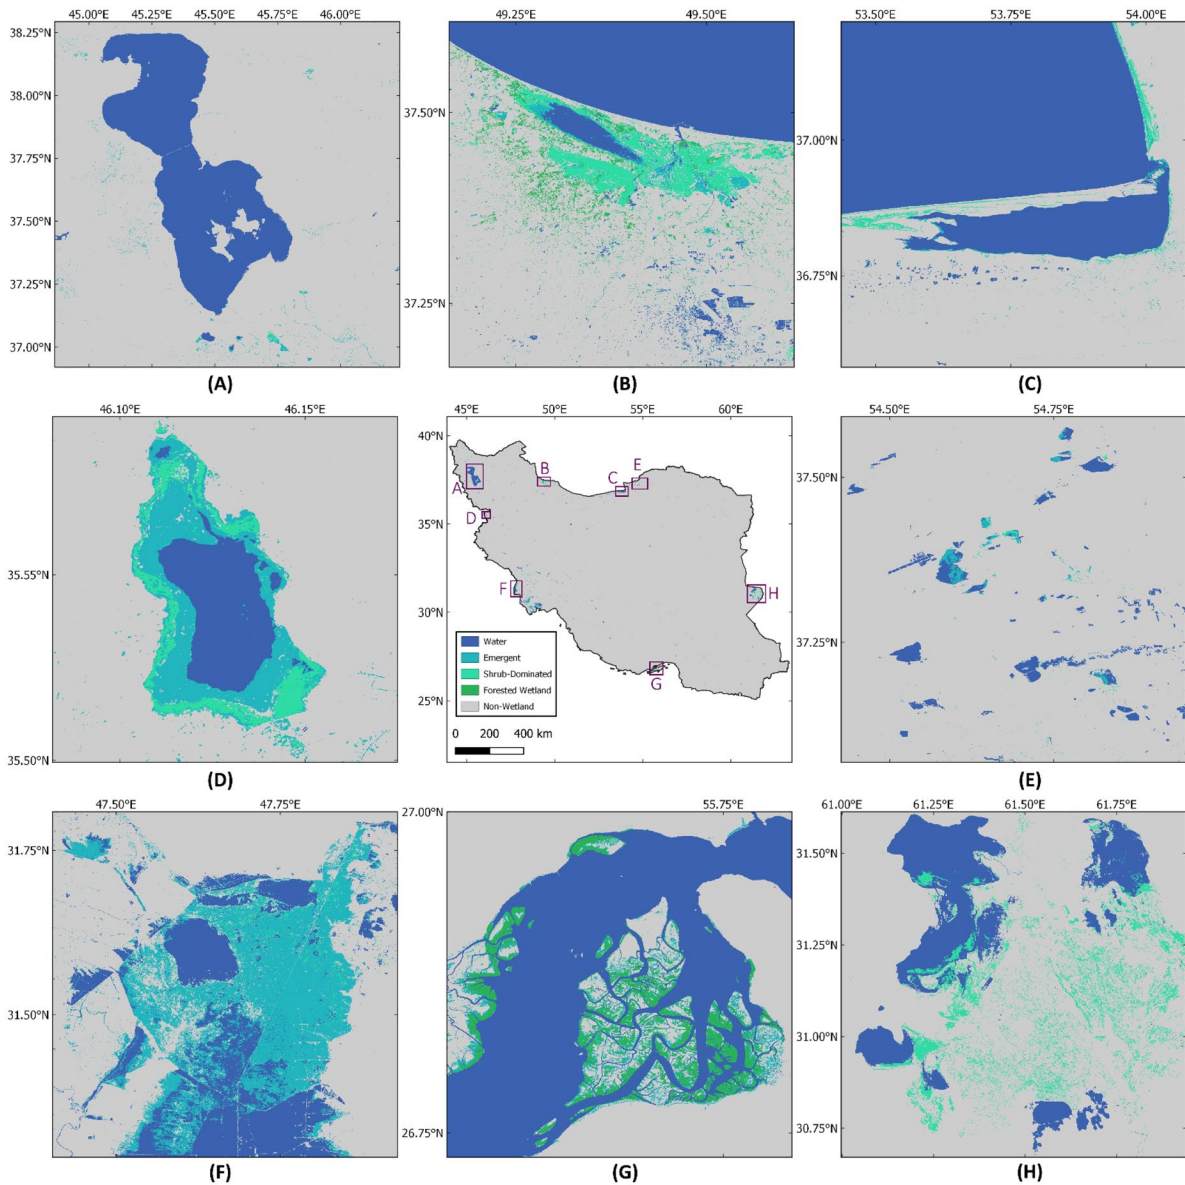 45.00°E 45.25°E 45.50°E 45.75°E 46.00°E
38.25°N
38.00°N
37.75°N
37.50°N
37.25°N
37.00°N
(A)
49.25°E 49.50°E
37.50°N
37.25°N
(B)
53.50°E 53.75°E 54.00°E
37.00°N
36.75°N
(C)
46.10°E 46.15°E
35.55°N
35.50°N
(D)
45°E 50°E 55°E 60°E
40°N
35°N
30°N
25°N
A
B
C
E
D
F
H
G
Water
Emergent
Shrub-Dominated
Forested Wetland
Non-Wetland
0 200 400 km
54.50°E 54.75°E
37.50°N
37.25°N
(E)
47.50°E 47.75°E
31.75°N
31.50°N
(F)
55.75°E
27.00°N
26.75°N
(G)
61.00°E 61.25°E 61.50°E 61.75°E
31.50°N
31.25°N
31.00°N
30.75°N
(H)